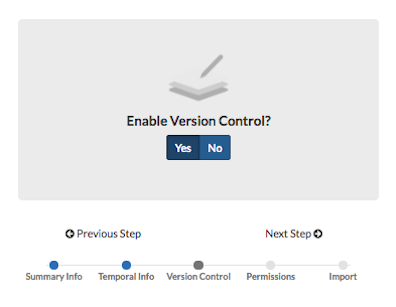 Enable Version Control?
Yes No
Previous Step Next Step
Summary Info Temporal Info Version Control Permissions Import